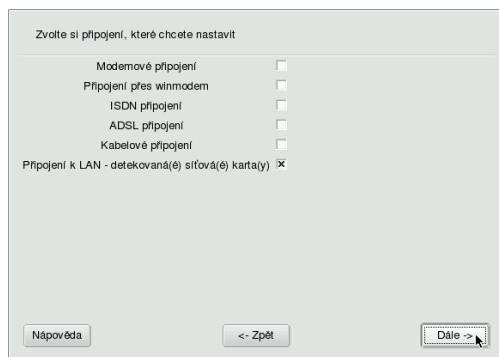 Zvolte si připojení, které chcete nastavit
Modemové připojení
Připojení přes winmodem
ISDN připojení
ADSL připojení
Kabelové připojení
Připojení k LAN - detekovaná(é) síťová(é) karta(y)
Nápověda
<- Zpět
Dále ->